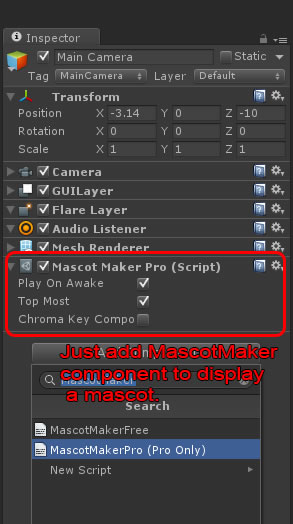 Inspector
Main Camera Static
Tag MainCamera Layer Default
Transform
Position X -3.14 Y 0 Z -10
Rotation X 0 Y 0 Z 0
Scale X 1 Y 1 Z 1
Camera
GUILayer
Flare Layer
Audio Listener
Mesh Renderer
Mascot Maker Pro (Script)
Play On Awake
Top Most
Chroma Key Compo
Just add MascotMaker
component to display
a mascot.
MascotMaker
Search
MascotMakerFree
MascotMakerPro (Pro Only)
New Script